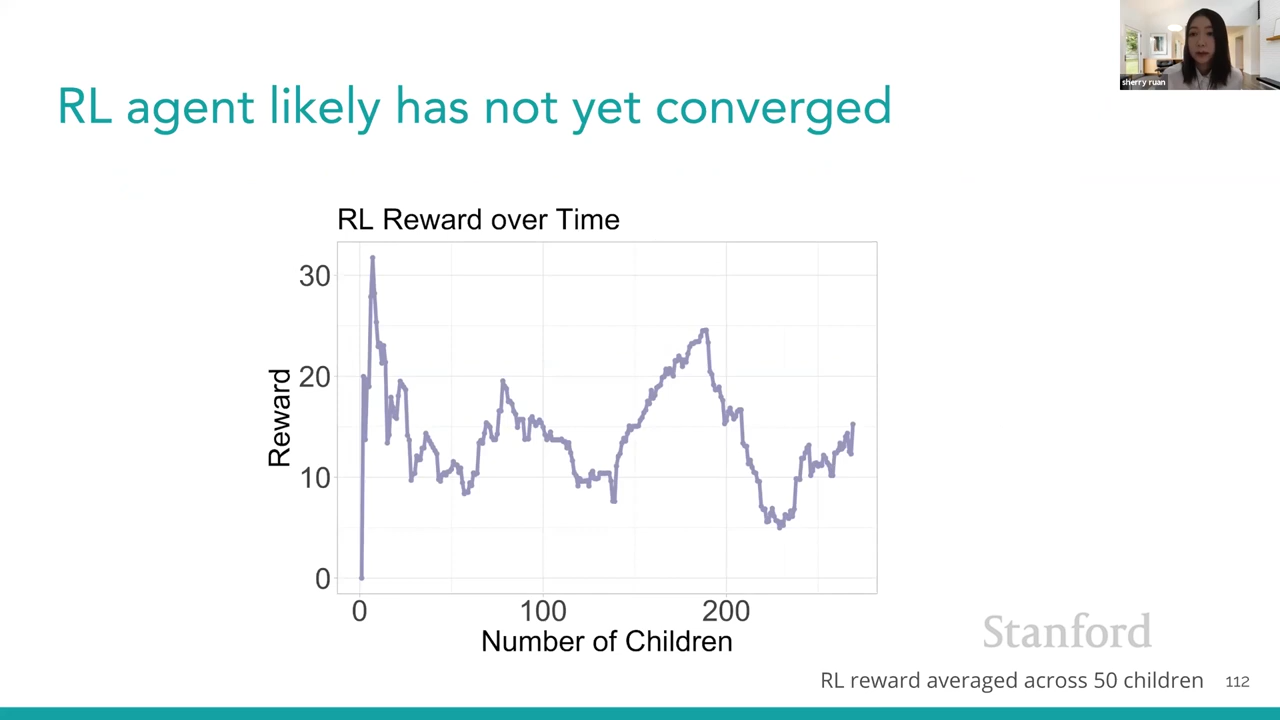 sherry ruan
RL agent likely has not yet converged
RL Reward over Time
30
20
10
0
Reward
0 100 200
Number of Children
Stanford
RL reward averaged across 50 children 112